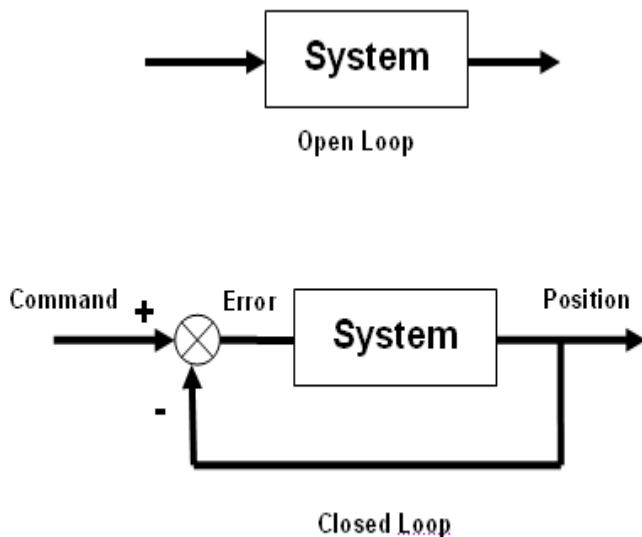 System
Open Loop
Command + Error Position
System
-
Closed Loop